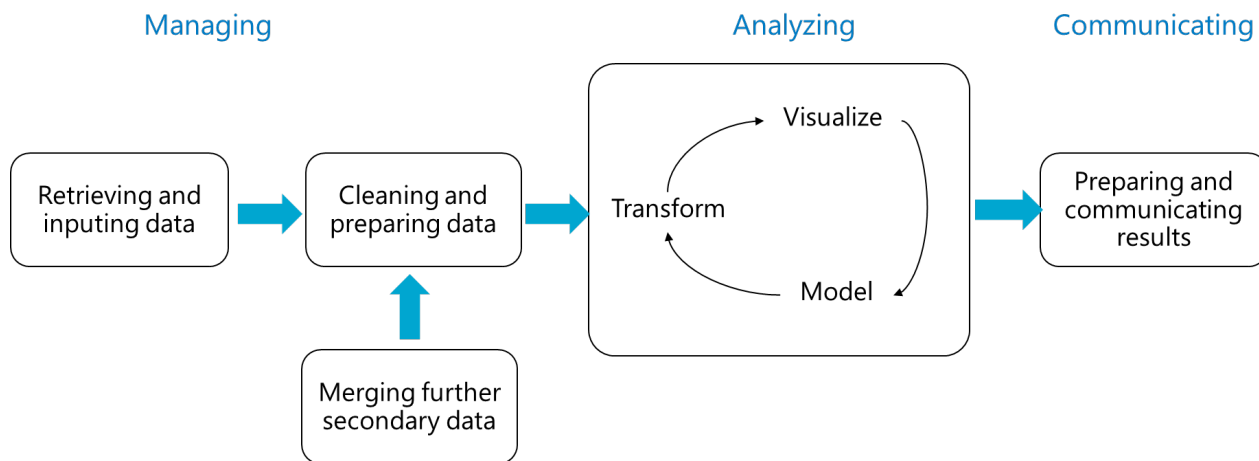 Managing
Analyzing
Communicating
Retrieving and
inputing data
Cleaning and
preparing data
Merging further
secondary data
Visualize
Transform
Model
Preparing and
communicating
results